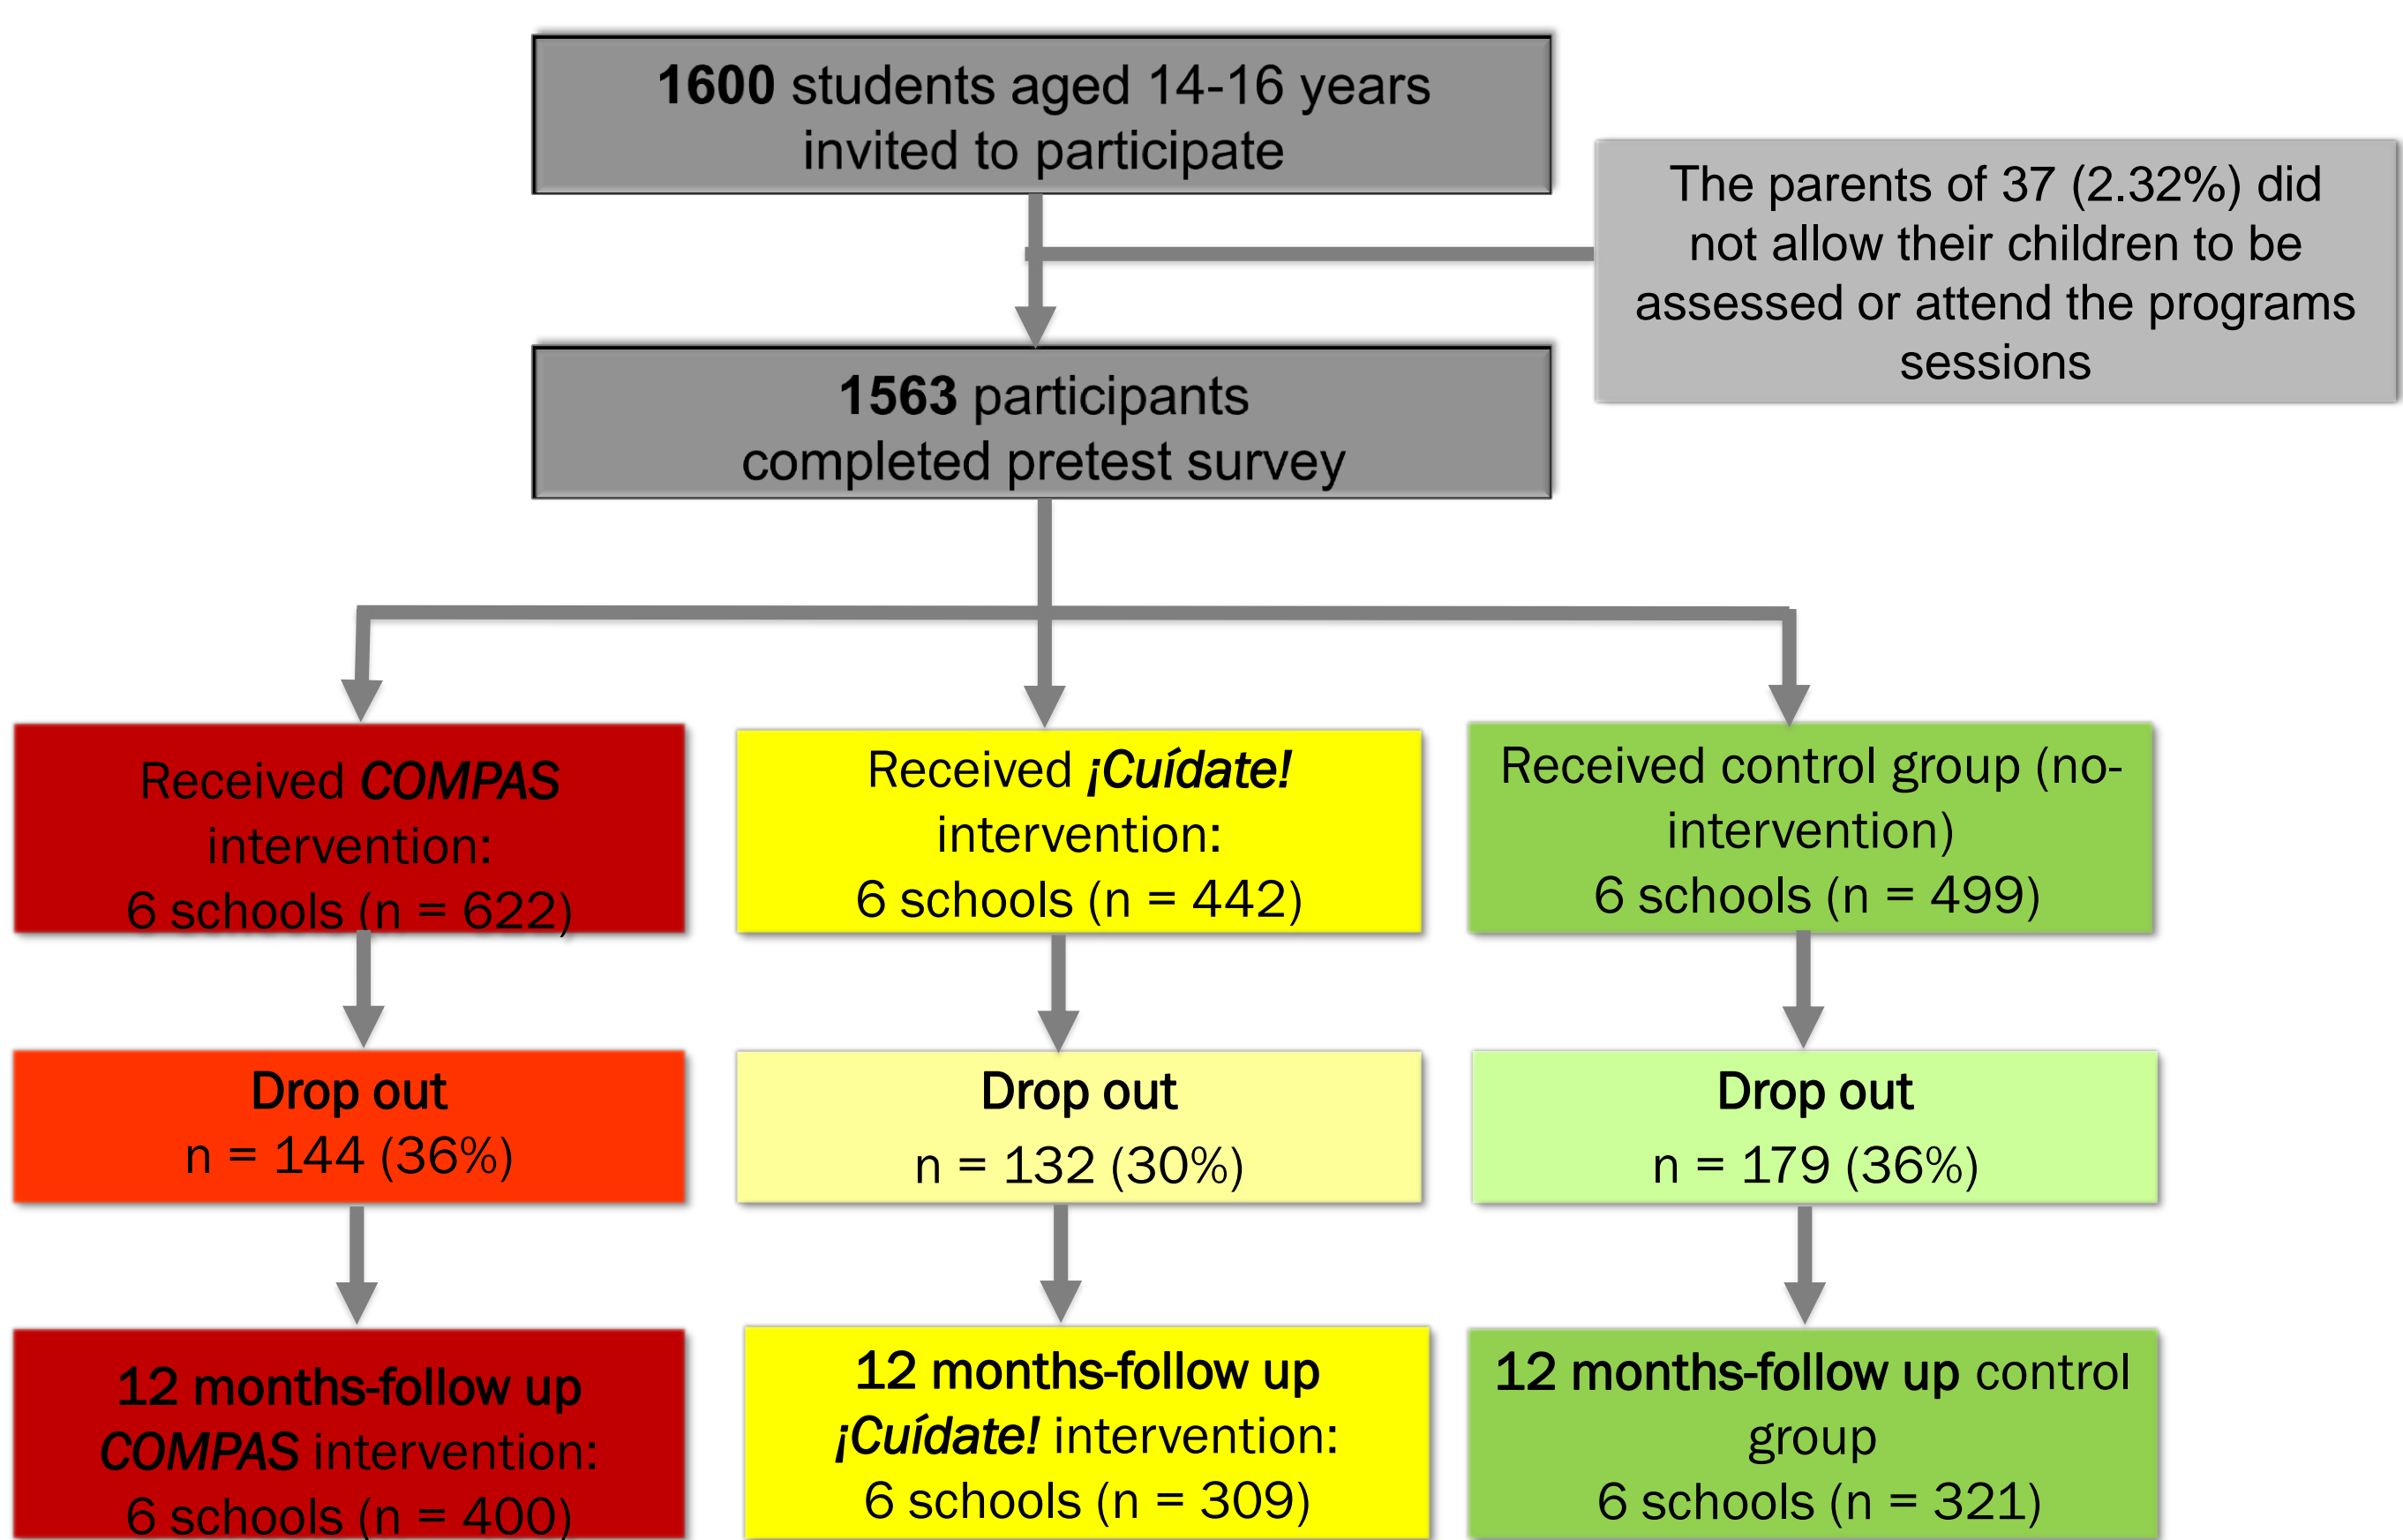 1600 students aged 14-16 years
invited to participate
The parents of 37 (2.32%) did
not allow their children to be
assessed or attend the programs
sessions
1563 participants
completed pretest survey
Received COMPAS
intervention:
6 schools (n = 622)
Received ¡Cuídate!
intervention:
6 schools (n = 442)
Received control group (no-
intervention)
6 schools (n = 499)
Drop out
n = 144 (36%)
Drop out
n = 132 (30%)
Drop out
n = 179 (36%)
12 months-follow up
COMPAS intervention:
6 schools (n = 400)
12 months-follow up
¡Cuídate! intervention:
6 schools (n = 309)
12 months-follow up control
group
6 schools (n = 321)